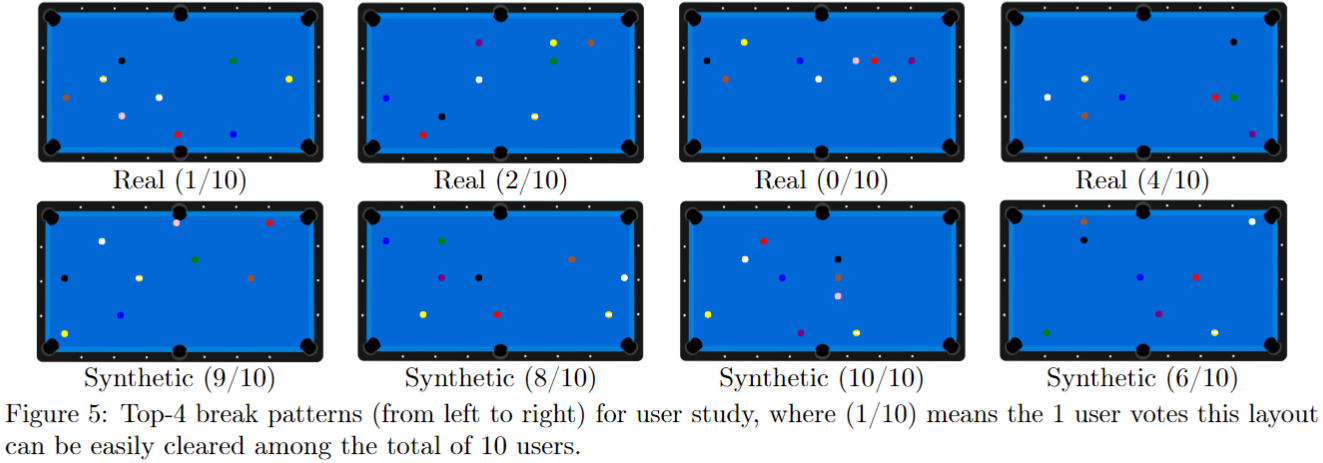 Real (1/10) Real (2/10) Real (0/10) Real (4/10)
Synthetic (9/10) Synthetic (8/10) Synthetic (10/10) Synthetic (6/10)
Figure 5: Top-4 break patterns (from left to right) for user study, where (1/10) means the 1 user votes this layout
can be easily cleared among the total of 10 users.